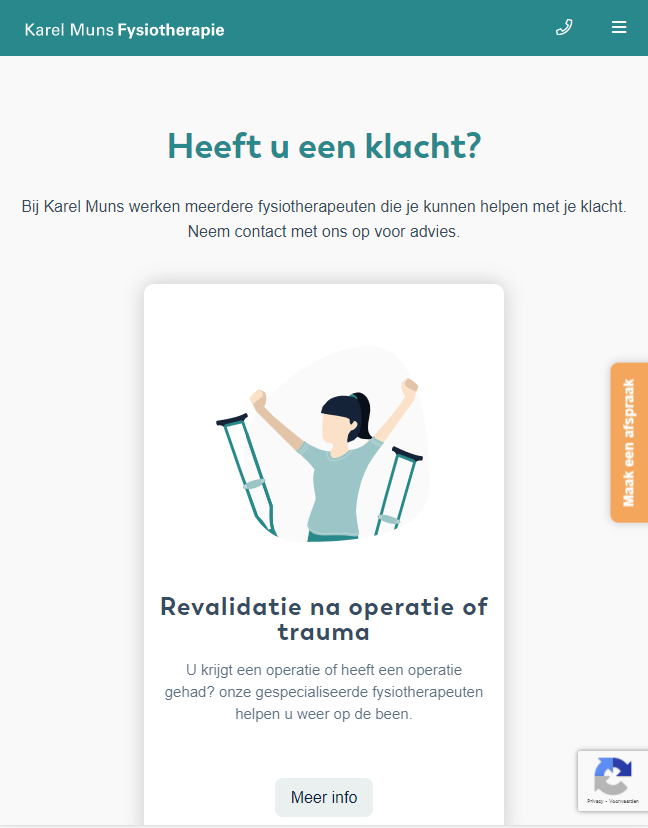 Karel Muns Fysiotherapie
Heeft u een klacht?
Bij Karel Muns werken meerdere fysiotherapeuten die je kunnen helpen met je klacht.
Neem contact met ons op voor advies.
Maak een afspraak
Revalidatie na operatie of
trauma
U krijgt een operatie of heeft een operatie
gehad? onze gespecialiseerde fysiotherapeuten
helpen u weer op de been.
Meer info
Privacy - Voorwaarden